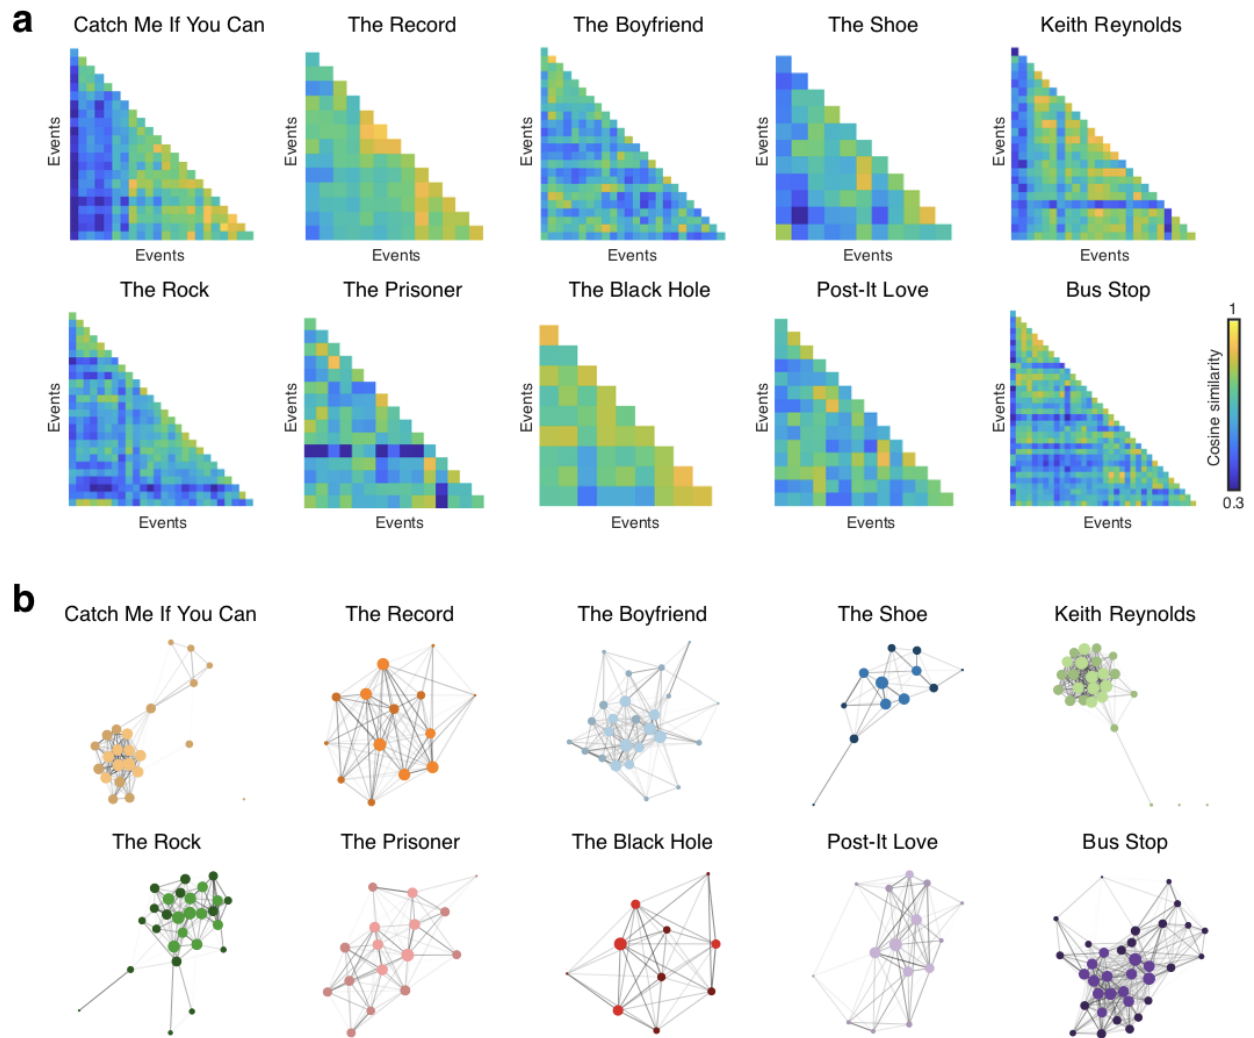 a
Catch Me If You Can
The Record
The Boyfriend
The Shoe
Keith Reynolds
Events
Events
Events
Events
Events
Events
Events
Events
Events
Events
The Rock
The Prisoner
The Black Hole
Post-It Love
Bus Stop
Events
Events
Events
Events
Events
Events
Events
Events
Events
Events
1
Cosine similarity
0.3
b
Catch Me If You Can
The Record
The Boyfriend
The Shoe
Keith Reynolds
The Rock
The Prisoner
The Black Hole
Post-It Love
Bus Stop